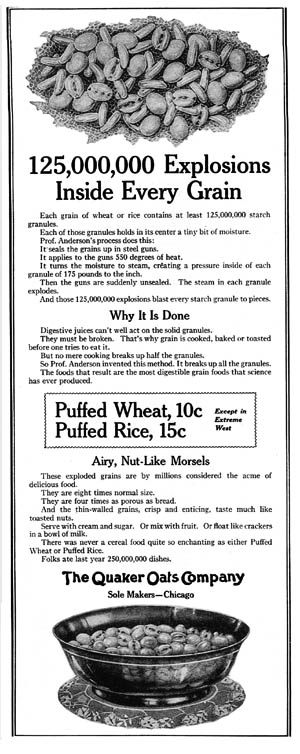 125,000,000 Explosions
Inside Every Grain
Each grain of wheat or rice contains at least 125,000,000 starch
granules.
Each of those granules holds in its center a tiny bit of moisture.
Prof. Anderson's process does this:
It seals the grains up in steel guns.
It applies to the guns 550 degrees of heat.
It turns the moisture to steam, creating a pressure inside of each
granule of 175 pounds to the inch.
Then the guns are suddenly unsealed. The steam in each granule
explodes.
And those 125,000,000 explosions blast every starch granule to pieces.
Why It Is Done
Digestive juices can't well act on the solid granules.
They must be broken. That's why grain is cooked, baked or toasted
before one tries to eat it.
But no mere cooking breaks up half the granules.
So Prof. Anderson invented this method. It breaks up all the granules.
The foods that result are the most digestible grain foods that science
has ever produced.
Puffed Wheat, 10c Except in
Extreme
Puffed Rice, 15c West
Airy, Nut-Like Morsels
These exploded grains are by millions considered the acme of
delicious food.
They are eight times normal size.
They are four times as porous as bread.
And the thin-walled grains, crisp and enticing, taste much like
toasted nuts.
Serve with cream and sugar. Or mix with fruit. Or float like crackers
in a bowl of milk.
There was never a cereal food quite so enchanting as either Puffed
Wheat or Puffed Rice.
Folks ate last year 250,000,000 dishes.
The Quaker Oats Company
Sole Makers—Chicago